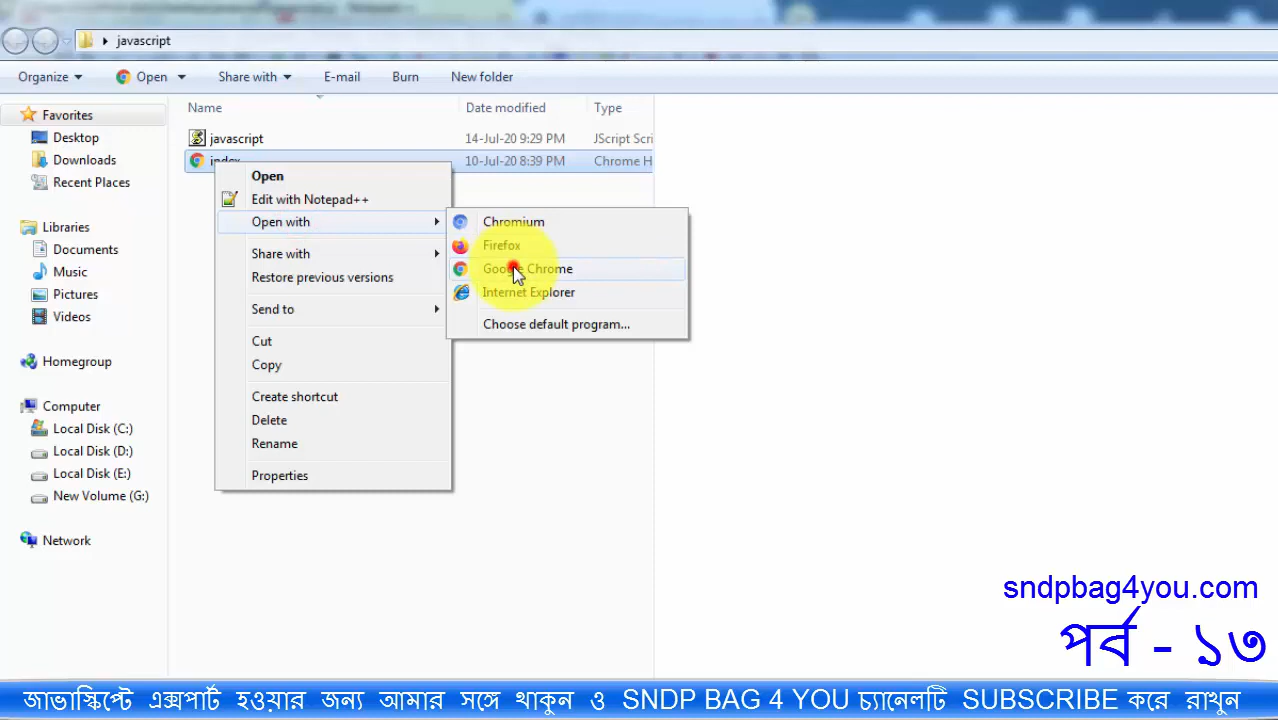 javascript
Organize
Open
Share with
E-mail
Burn
New folder
Favorites
Desktop
Downloads
Recent Places
Libraries
Documents
Music
Pictures
Videos
Homegroup
Computer
Local Disk (C:)
Local Disk (D:)
Local Disk (E:)
New Volume (G:)
Network
Name Date modified Type
javascript 14-Jul-20 9:29 PM JScript Scri
index 10-Jul-20 8:39 PM Chrome H
Open
Edit with Notepad++
Open with
Share with
Restore previous versions
Send to
Cut
Copy
Create shortcut
Delete
Rename
Properties
Chromium
Firefox
Google Chrome
Internet Explorer
Choose default program...
sndpbag4you.com
পর্ব - ১৩
জাভাস্ক্রিপ্টে এক্সপার্ট হওয়ার জন্য আমার সঙ্গে থাকুন ও SNDP BAG 4 YOU চ্যানেলটি SUBSCRIBE করে রাখুন